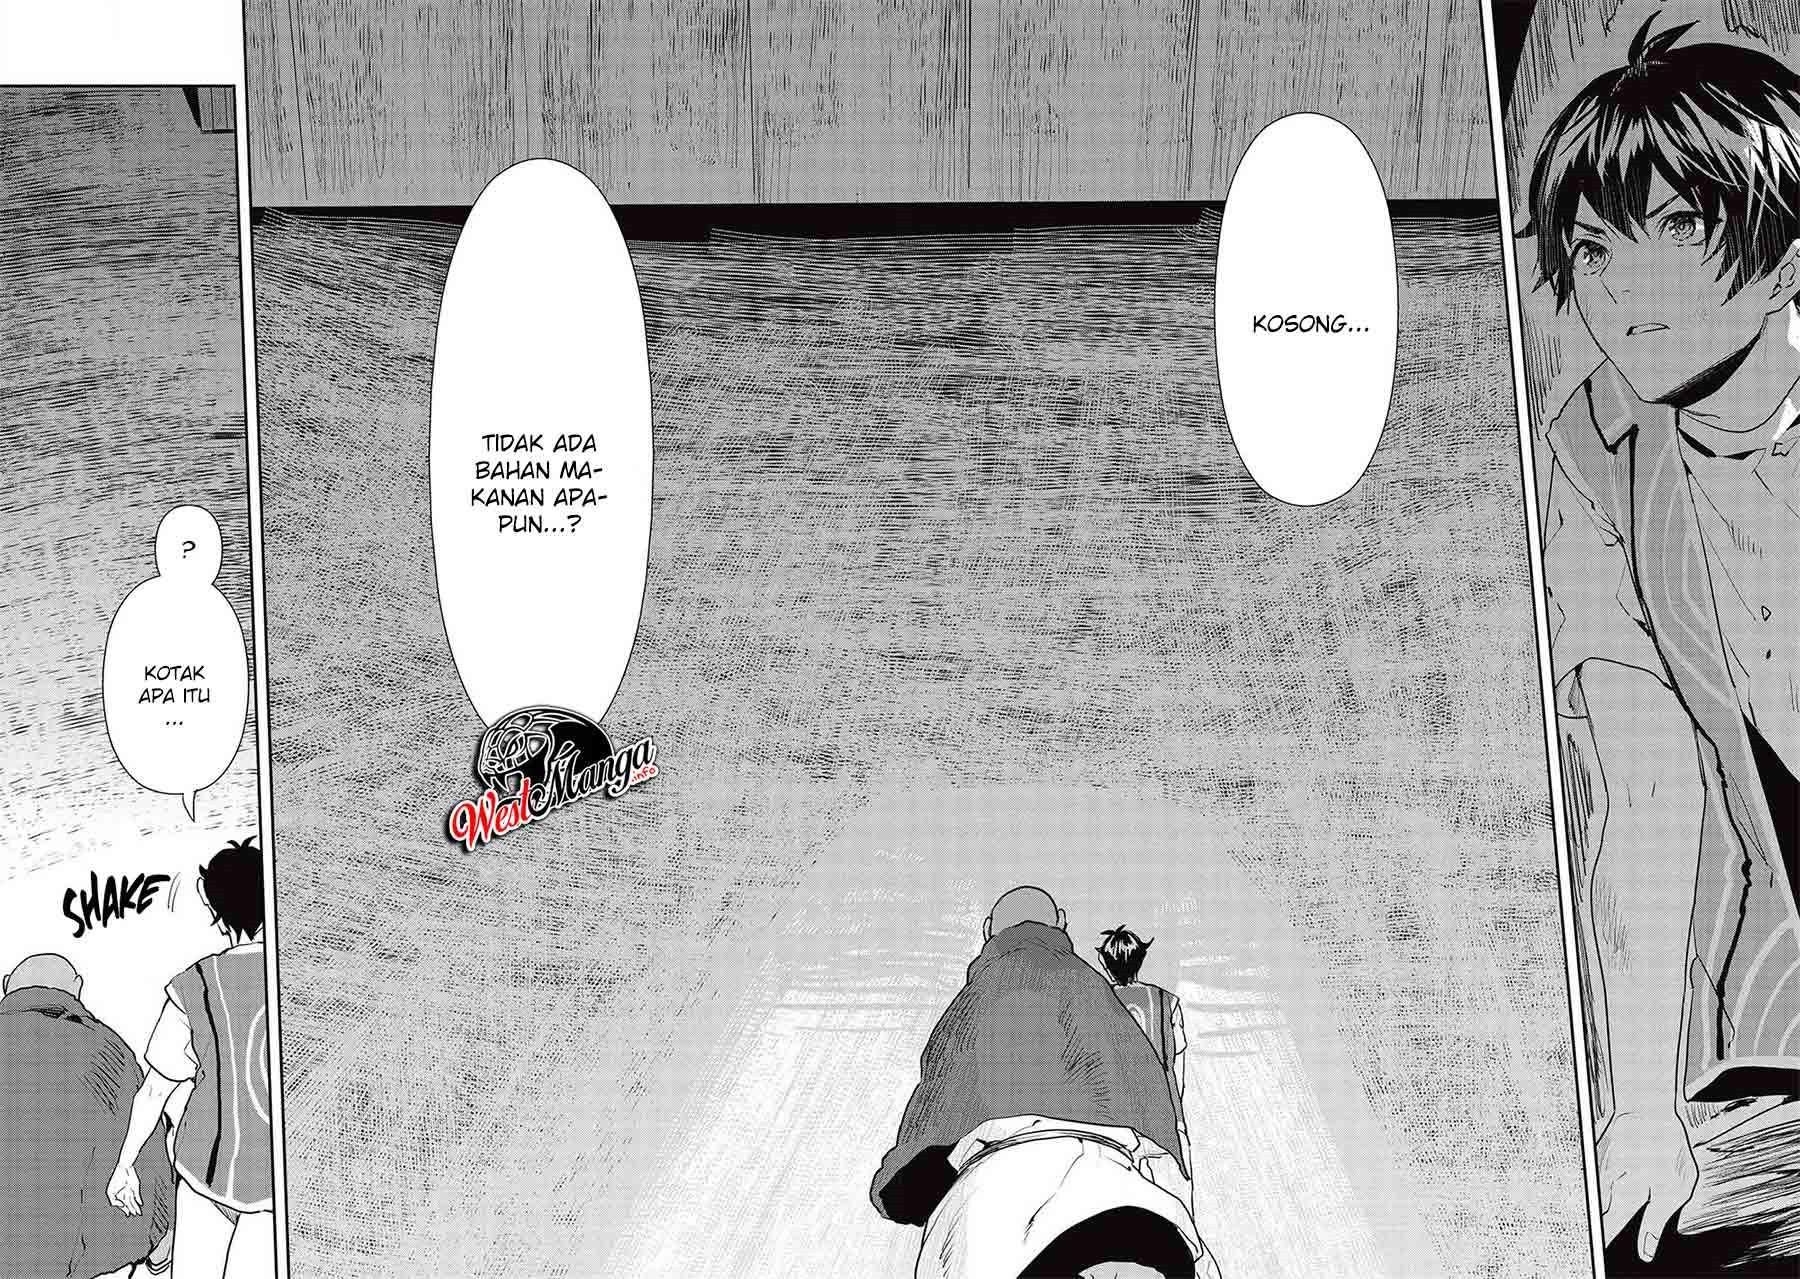 KOSONG...
TIDAK ADA
BAHAN MA-
KANAN APA-
PUN...?
WestManga
.info
?
KOTAK
APA ITU
...
SHAKE